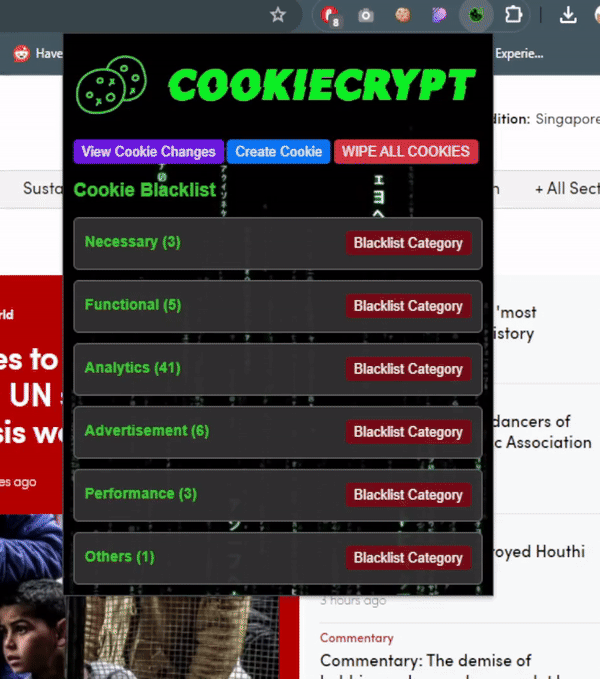 8
Have
Experie...
COOKIECRYPT
dition: Singapore
View Cookie Changes
Create Cookie
WIPE ALL COOKIES
Susta
+ All Sect
Cookie Blacklist
Necessary (3)
Blacklist Category
rld
Functional (5)
Blacklist Category
'most
istory
es to
Analytics (41)
Blacklist Category
UN
Advertisement (6)
Blacklist Category
dancers of
c Association
sis we
es ago
Performance (3)
Blacklist Category
Others (1)
Blacklist Category
royed Houthi
3 hours ago
Commentary
Commentary: The demise of